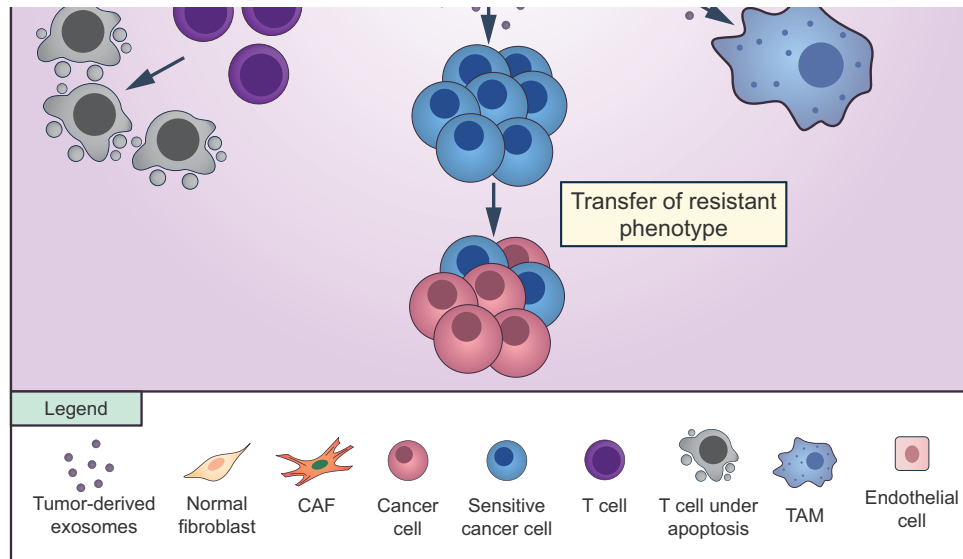 Transfer of resistant
phenotype
Legend
Tumor-derived
exosomes
Normal
fibroblast
CAF
Cancer
cell
Sensitive
cancer cell
T cell
T cell under
apoptosis
TAM
Endothelial
cell